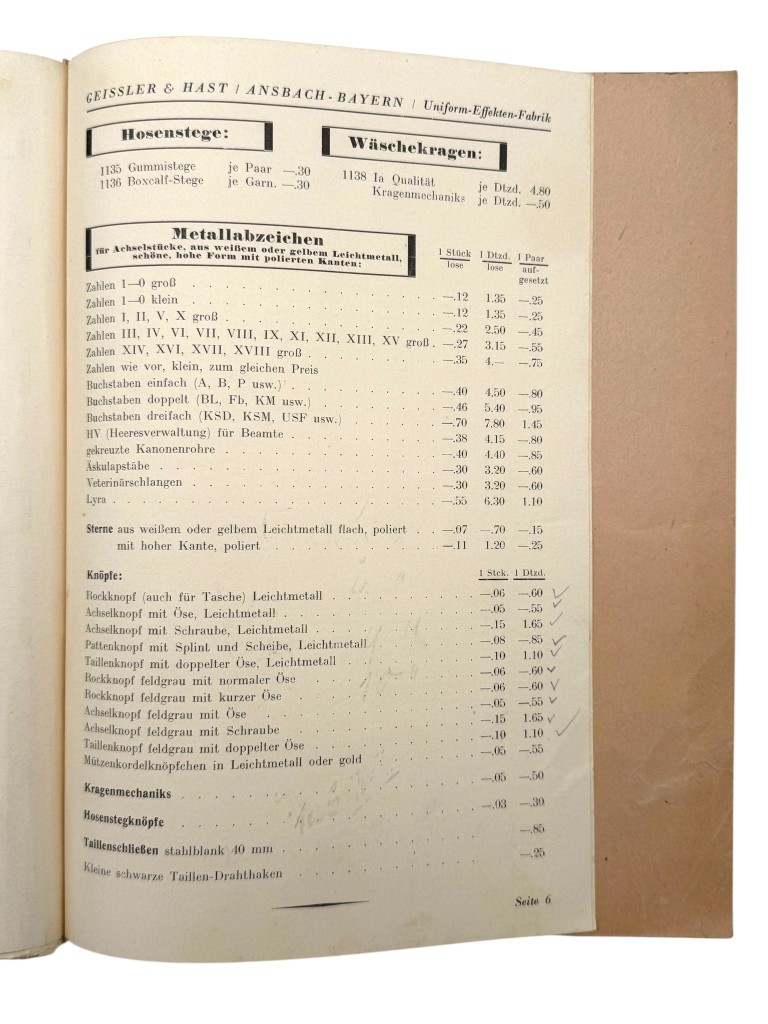 GEISSLER & HAST / ANSBACH-BAYERN / Uniform-Effekten-Fabrik
Hosenstege:
1135 Gummistege je Paar —.30
1136 Boxcalf-Stege je Garn. —.30
Wäschekragen:
1138 Ia Qualität je Dtzd. 4.80
Kragenmechaniks je Dtzd. —.50
Metallabzeichen
für Achselstücke, aus weißem oder gelbem Leichtmetall,
schöne, hohe Form mit polierten Kanten:
1 Stück 1 Dtzd. 1 Paar
lose lose auf-
gesetzt
Zahlen 1—0 groß . . . . . . . . . . . . —.12 1.35 —.25
Zahlen 1—0 klein . . . . . . . . . . . . —.12 1.35 —.25
Zahlen I, II, V, X groß . . . . . . . . . . —.22 2.50 —.45
Zahlen III, IV, VI, VII, VIII, IX, XI, XII, XIII, XV groß . —.27 3.15 —.55
Zahlen XIV, XVI, XVII, XVIII groß . . . . . . —.35 4.— —.75
Zahlen wie vor, klein, zum gleichen Preis
Buchstaben einfach (A, B, P usw.) . . . . . . . —.40 4.50 —.80
Buchstaben doppelt (BL, Fb, KM usw.) . . . . . . —.46 5.40 —.95
Buchstaben dreifach (KSD, KSM, USF usw.) . . . . . —.70 7.80 1.45
HV (Heeresverwaltung) für Beamte . . . . . . . —.38 4.15 —.80
gekreuzte Kanonenrohre . . . . . . . . . . —.40 4.40 —.85
Äskulapstäbe . . . . . . . . . . . . . —.30 3.20 —.60
Veterinärschlangen . . . . . . . . . . . . —.30 3.20 —.60
Lyra . . . . . . . . . . . . . . . —.55 6.30 1.10
Sterne aus weißem oder gelbem Leichtmetall flach, poliert . . —.07 —.70 —.15
mit hoher Kante, poliert . . . . . . . . —.11 1.20 —.25
Knöpfe: 1 Stck. 1 Dtzd.
Rockknopf (auch für Tasche) Leichtmetall . . . . . . . —.06 —.60
Achselknopf mit Öse, Leichtmetall . . . . . . . . . —.05 —.55
Achselknopf mit Schraube, Leichtmetall . . . . . . . . —.15 1.65
Pattenknopf mit Splint und Scheibe, Leichtmetall . . . . . —.08 —.85
Taillenknopf mit doppelter Öse, Leichtmetall . . . . . . —.10 1.10
Rockknopf feldgrau mit normaler Öse . . . . . . . . —.06 —.60
Rockknopf feldgrau mit kurzer Öse . . . . . . . . . —.06 —.60
Achselknopf feldgrau mit Öse . . . . . . . . . . —.05 —.55
Achselknopf feldgrau mit Schraube . . . . . . . . . —.15 1.65
Taillenknopf feldgrau mit doppelter Öse . . . . . . . —.10 1.10
Mützenkordelknöpfchen in Leichtmetall oder gold . . . . . —.05 —.55
Kragenmechaniks . . . . . . . . . . . . . —.05 —.50
Hosenstegknöpfe . . . . . . . . . . . . . —.03 —.30
Taillenschließen stahlblank 40 mm . . . . . . . . . —.85
Kleine schwarze Taillen-Drahthaken . . . . . . . . . —.25
Seite 6